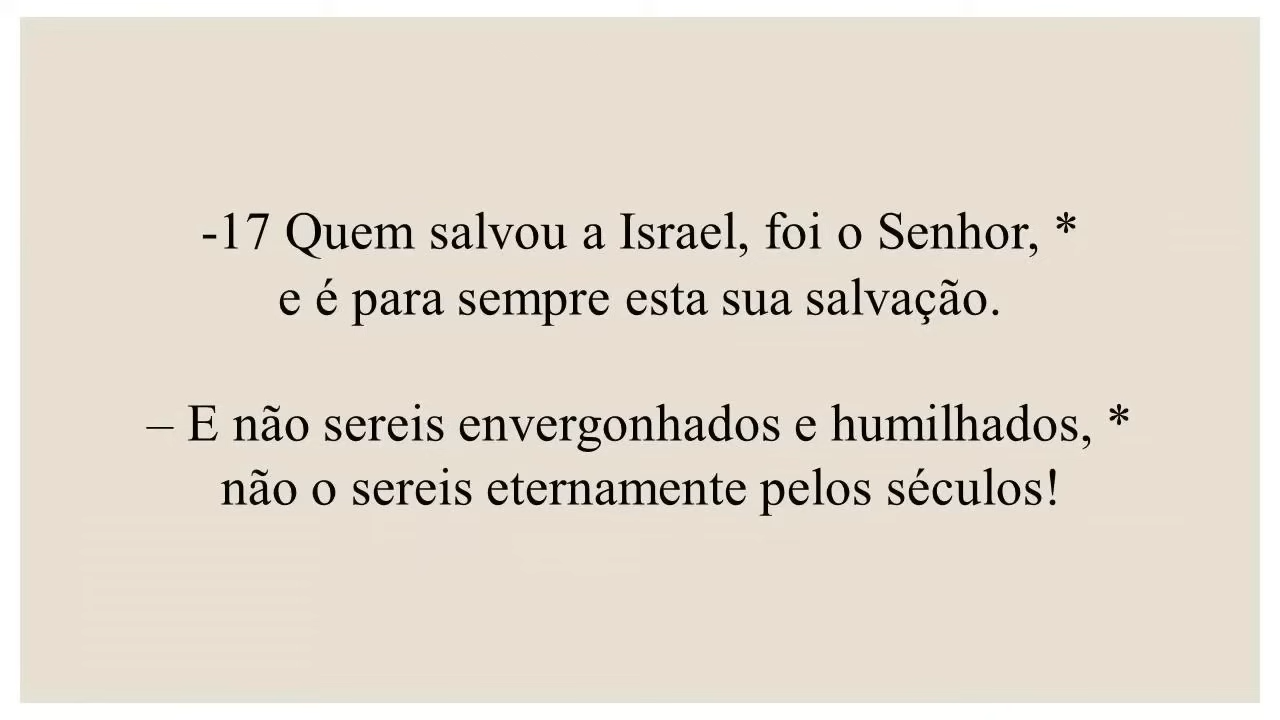 -17 Quem salvou a Israel, foi o Senhor, *
e é para sempre esta sua salvação.
– E não sereis envergonhados e humilhados, *
não o sereis eternamente pelos séculos!